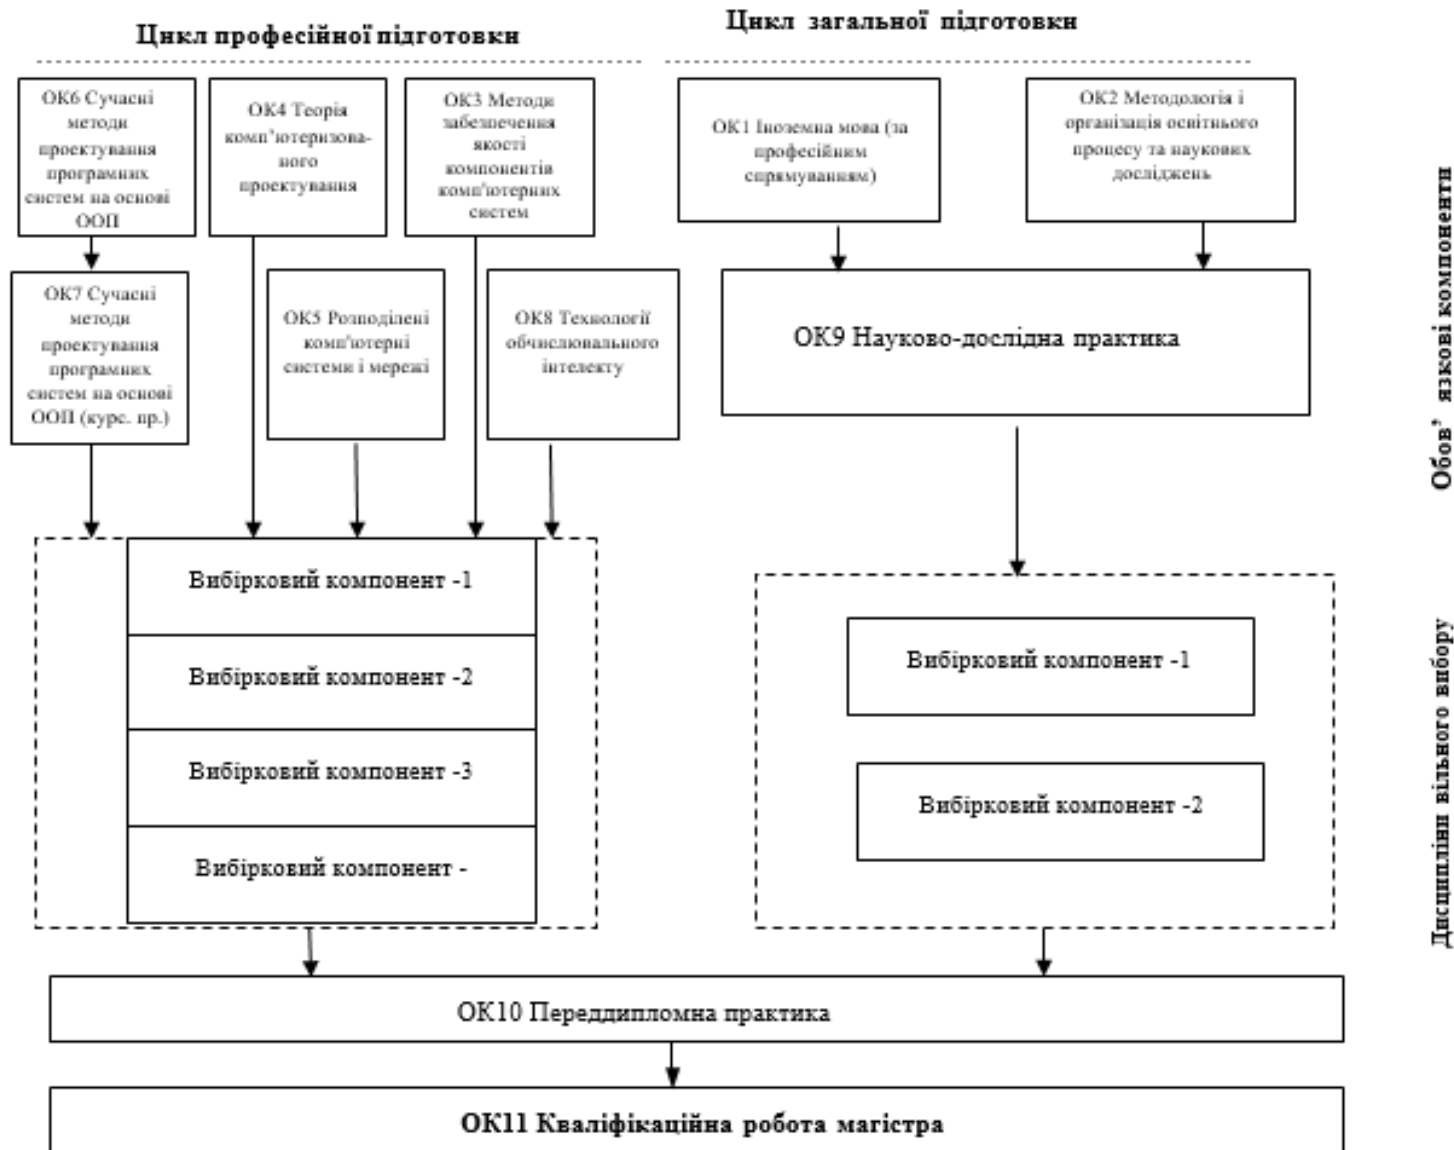 Цикл професійної підготовки
Цикл загальної підготовки
ОК6 Сучасні
методи
проектування
програмних
систем на основі
ООП
ОК4 Теорія
комп’ютеризова-
ного
проектування
ОК3 Методи
забезпечення
якості
компонентів
комп'ютерних
систем
ОК1 Іноземна мова (за
професійним
спрямуванням)
ОК2 Методологія і
організація освітнього
процесу та наукових
досліджень
ОК7 Сучасні
методи
проектування
програмних
систем на основі
ООП (курс. пр.)
ОК5 Розподілені
комп'ютерні
системи і мережі
ОК8 Технології
обчислювального
інтелекту
ОК9 Науково-дослідна практика
Обов’ язкові компоненти
Вибірковий компонент -1
Вибірковий компонент -2
Вибірковий компонент -3
Вибірковий компонент -
Вибірковий компонент -1
Вибірковий компонент -2
Дисципліни вільного вибору
ОК10 Переддипломна практика
ОК11 Кваліфікаційна робота магістра